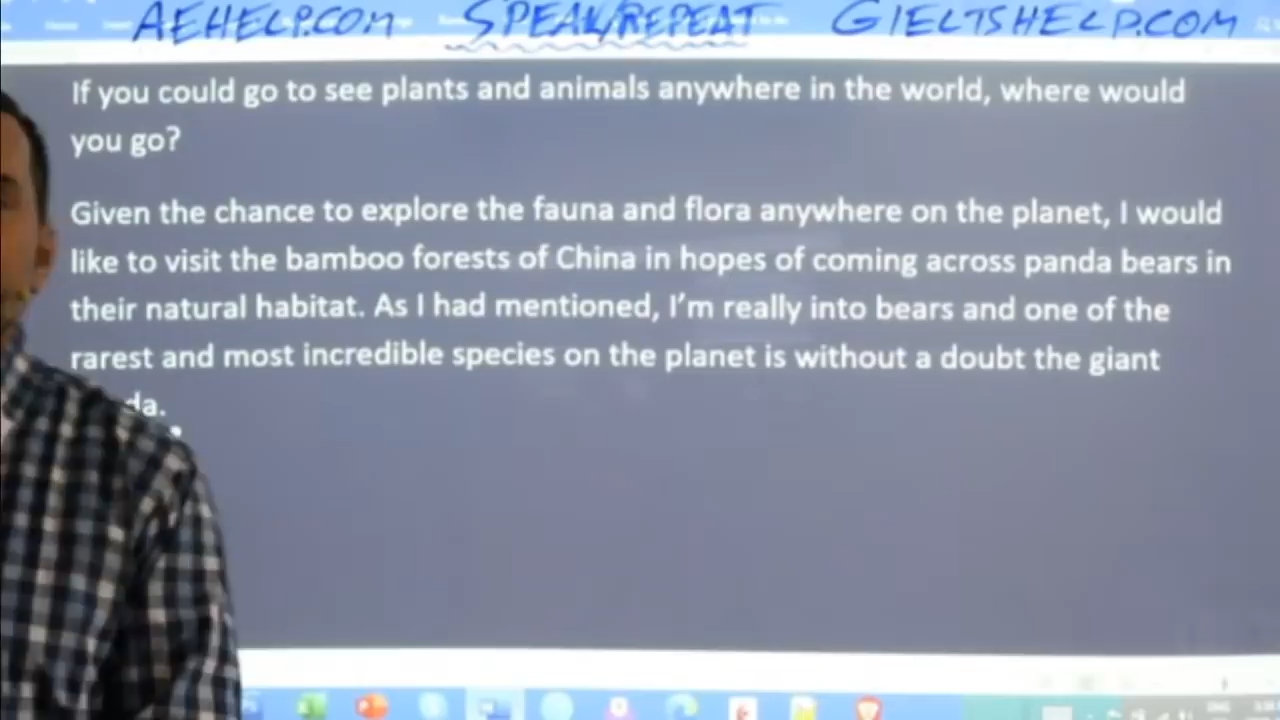 AEHELP.COM SPEAK/REPEAT GIELTSHELP.COM
If you could go to see plants and animals anywhere in the world, where would
you go?
Given the chance to explore the fauna and flora anywhere on the planet, I would
like to visit the bamboo forests of China in hopes of coming across panda bears in
their natural habitat. As I had mentioned, I'm really into bears and one of the
rarest and most incredible species on the planet is without a doubt the giant
da.